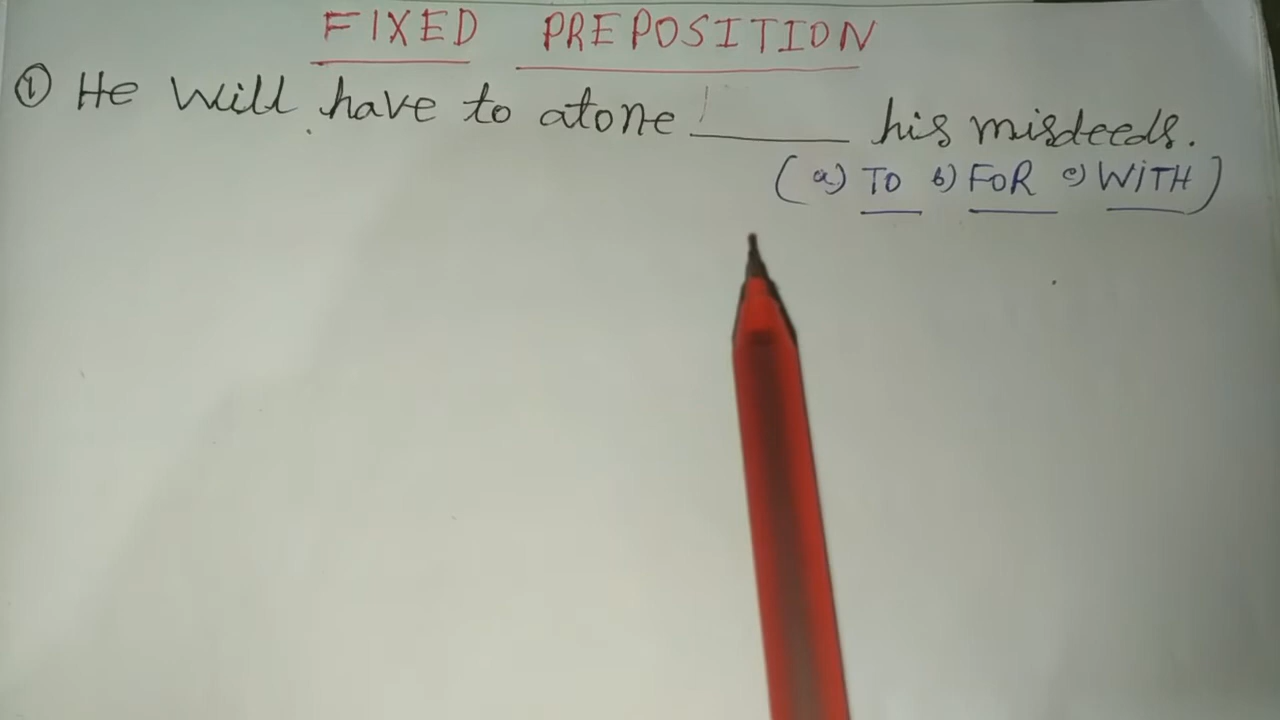 FIXED PREPOSITION
① He will have to atone ______ his misdeeds.
(a) TO b) FOR c) WITH)